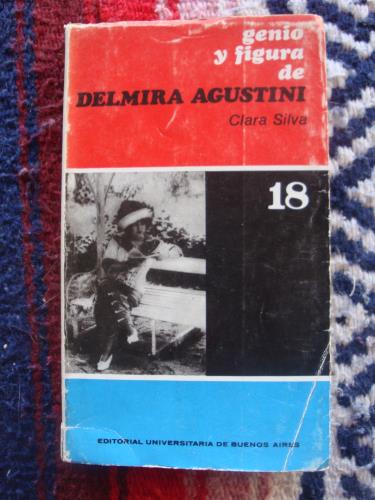 genio
y figura
de
DELMIRA AGUSTINI
Clara Silva
18
EDITORIAL UNIVERSITARIA DE BUENOS AIRES